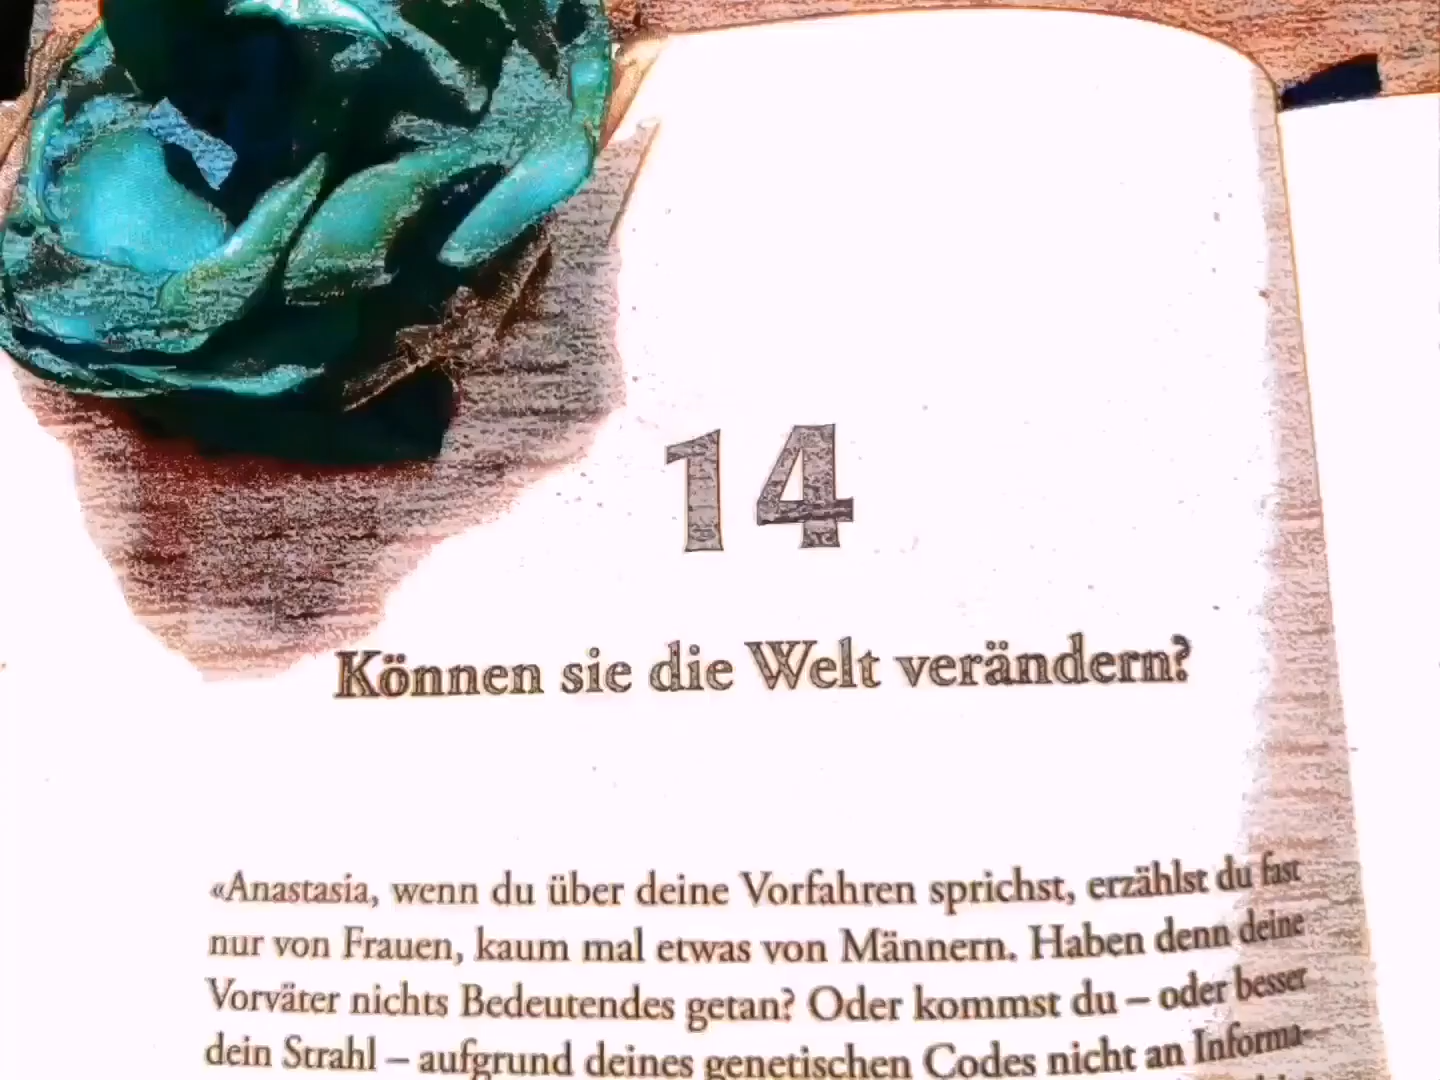 14
Können sie die Welt verändern?
«Anastasia, wenn du über deine Vorfahren sprichst, erzählst du fast
nur von Frauen, kaum mal etwas von Männern. Haben denn deine
Vorväter nichts Bedeutendes getan? Oder kommst du – oder besser
dein Strahl – aufgrund deines genetischen Codes nicht an Informa-